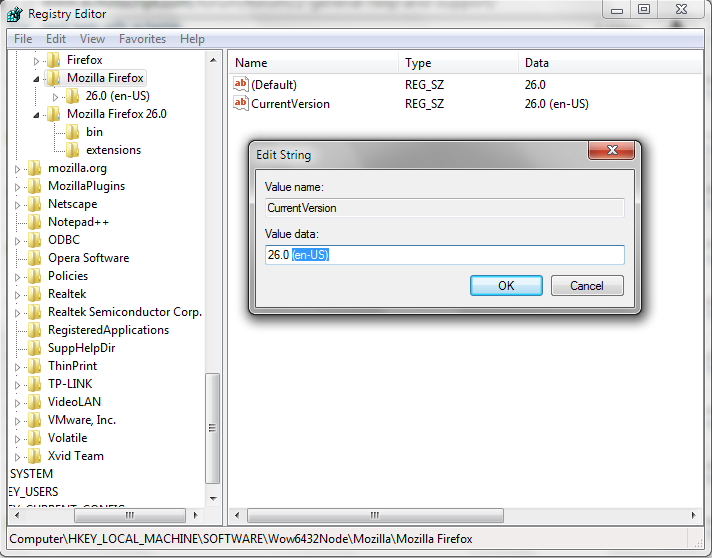 Registry Editor
File Edit View Favorites Help
Firefox
Mozilla Firefox
26.0 (en-US)
Mozilla Firefox 26.0
bin
extensions
mozilla.org
MozillaPlugins
Netscape
Notepad++
ODBC
Opera Software
Policies
Realtek
Realtek Semiconductor Corp.
RegisteredApplications
SuppHelpDir
ThinPrint
TP-LINK
VideoLAN
VMware, Inc.
Volatile
Xvid Team
SYSTEM
EY_USERS
EY_CURRENT_CONFIG
Name Type Data
ab (Default) REG_SZ 26.0
ab CurrentVersion REG_SZ 26.0 (en-US)
Edit String
Value name:
CurrentVersion
Value data:
26.0 (en-US)
OK Cancel
Computer\HKEY_LOCAL_MACHINE\SOFTWARE\Wow6432Node\Mozilla\Mozilla Firefox